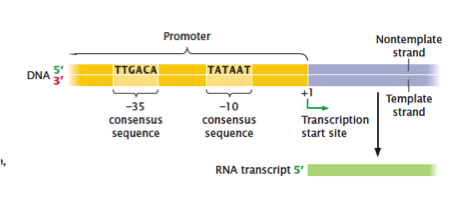 Promoter
Nontemplate
strand
DNA 5′
3′
TTGACA
TATAAT
+1
−35
consensus
sequence
−10
consensus
sequence
Transcription
start site
Template
strand
RNA transcript 5′